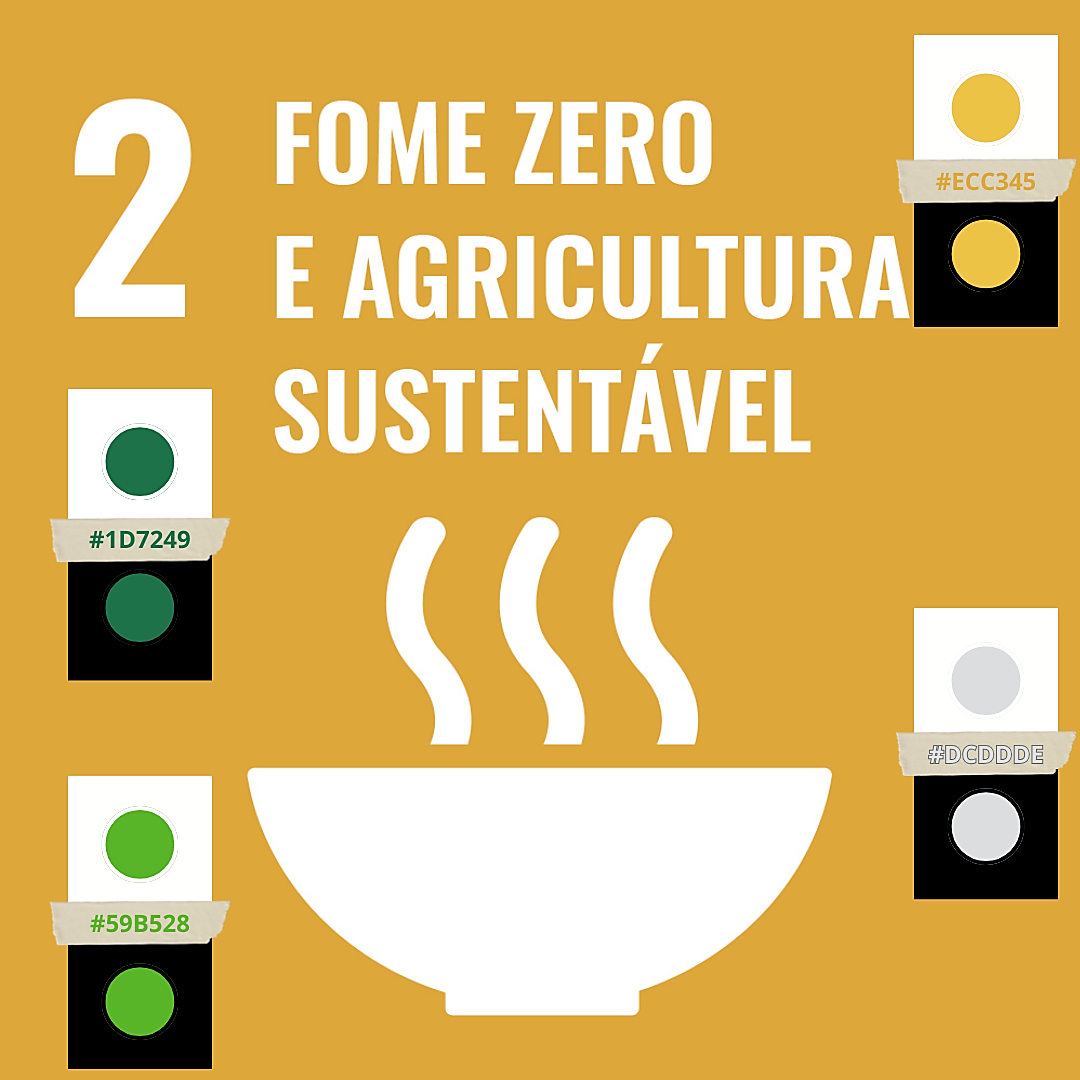 2
FOME ZERO
E AGRICULTURA
SUSTENTÁVEL
#ECC345
#1D7249
#DCDDDE
#59B528